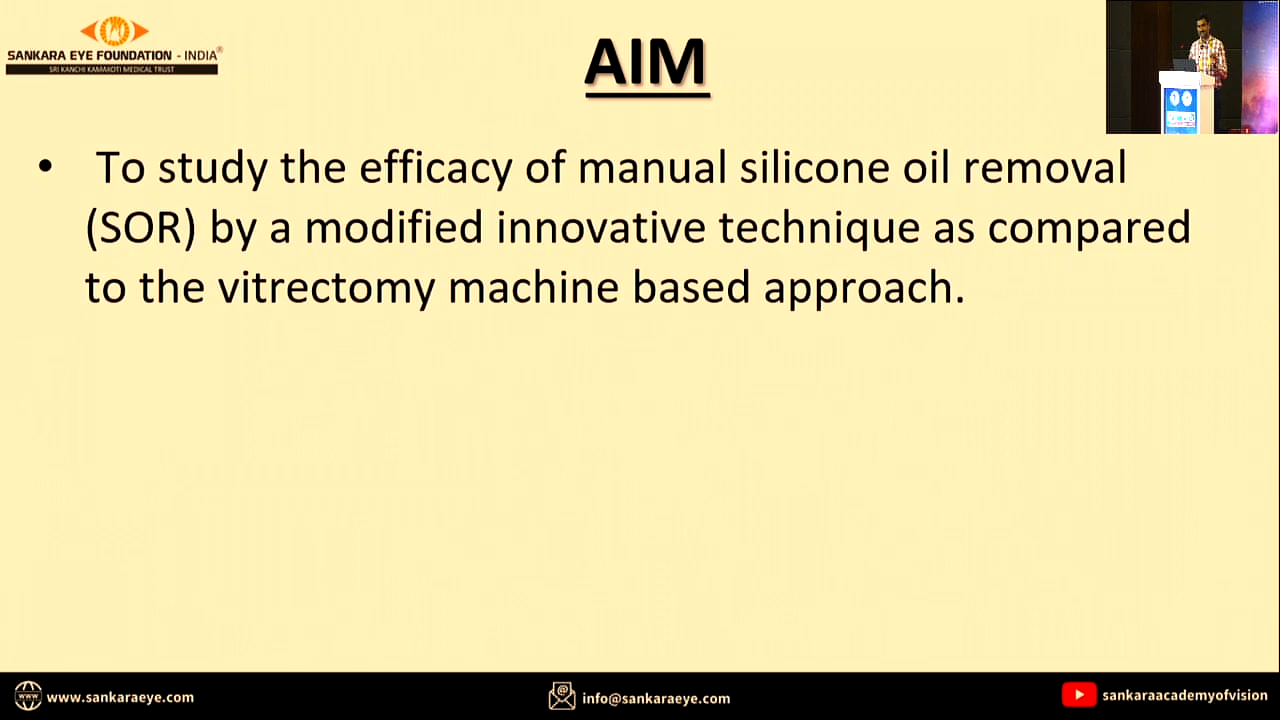 SANKARA EYE FOUNDATION - INDIA®
SRI KANCHI KAMAKOTI MEDICAL TRUST
AIM
• To study the efficacy of manual silicone oil removal
(SOR) by a modified innovative technique as compared
to the vitrectomy machine based approach.
www.sankaraeye.com
info@sankaraeye.com
sankaraacademyofvision